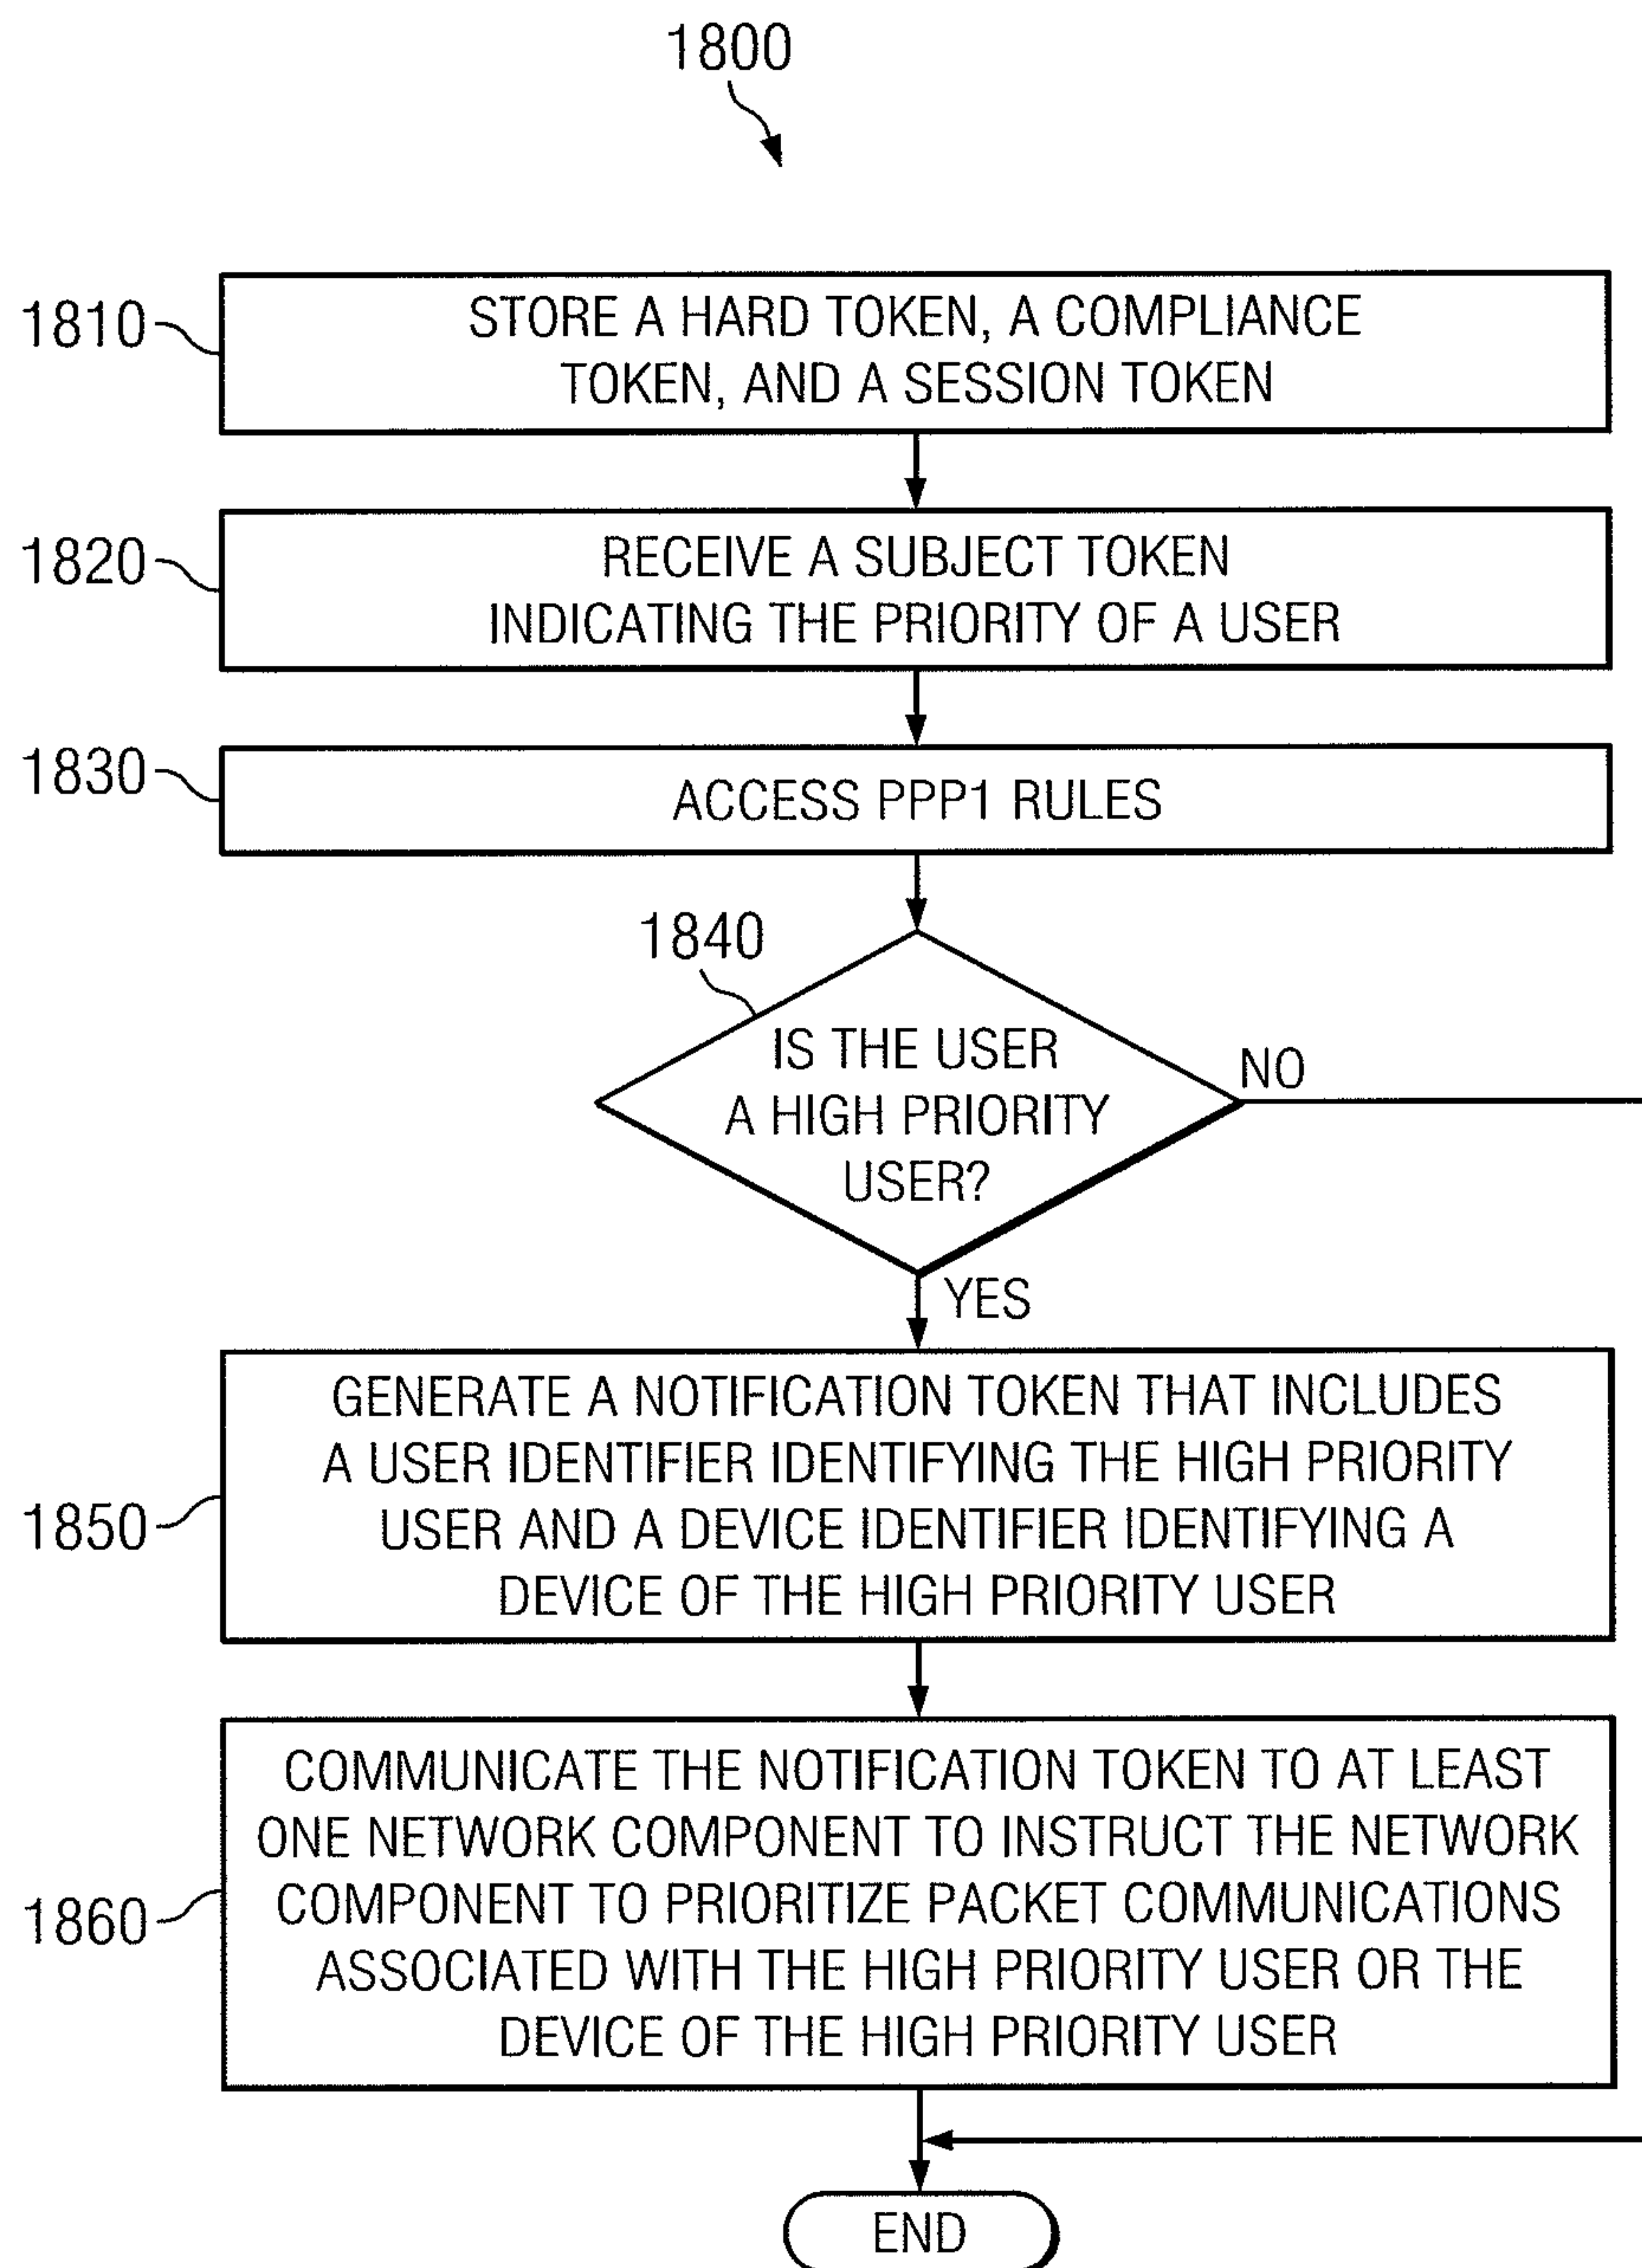 1800
1810
STORE A HARD TOKEN, A COMPLIANCE
TOKEN, AND A SESSION TOKEN
1820
RECEIVE A SUBJECT TOKEN
INDICATING THE PRIORITY OF A USER
1830
ACCESS PPP1 RULES
1840
IS THE USER
A HIGH PRIORITY
USER?
NO
YES
1850
GENERATE A NOTIFICATION TOKEN THAT INCLUDES
A USER IDENTIFIER IDENTIFYING THE HIGH PRIORITY
USER AND A DEVICE IDENTIFIER IDENTIFYING A
DEVICE OF THE HIGH PRIORITY USER
1860
COMMUNICATE THE NOTIFICATION TOKEN TO AT LEAST
ONE NETWORK COMPONENT TO INSTRUCT THE NETWORK
COMPONENT TO PRIORITIZE PACKET COMMUNICATIONS
ASSOCIATED WITH THE HIGH PRIORITY USER OR THE
DEVICE OF THE HIGH PRIORITY USER
END